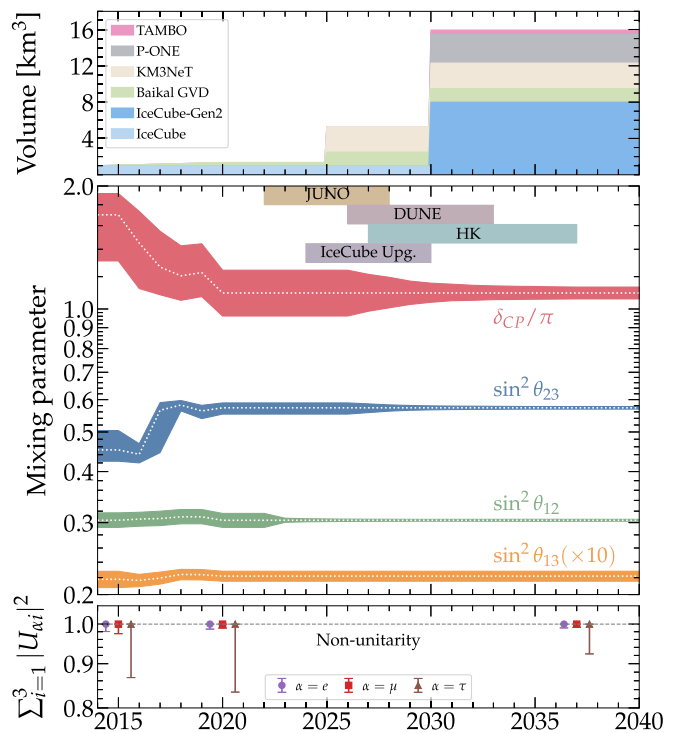 Volume [km³]
16
12
8
4
TAMBO
P-ONE
KM3NeT
Baikal GVD
IceCube-Gen2
IceCube
Mixing parameter
2.0
1.0
0.9
0.8
0.7
0.6
0.5
0.4
0.3
0.2
JUNO
DUNE
HK
IceCube Upg.
δ_CP/π
sin² θ₂₃
sin² θ₁₂
sin² θ₁₃(×10)
Σ³ᵢ₌₁ |U_αi|²
1.0
0.9
0.8
Non-unitarity
α = e α = μ α = τ
2015 2020 2025 2030 2035 2040